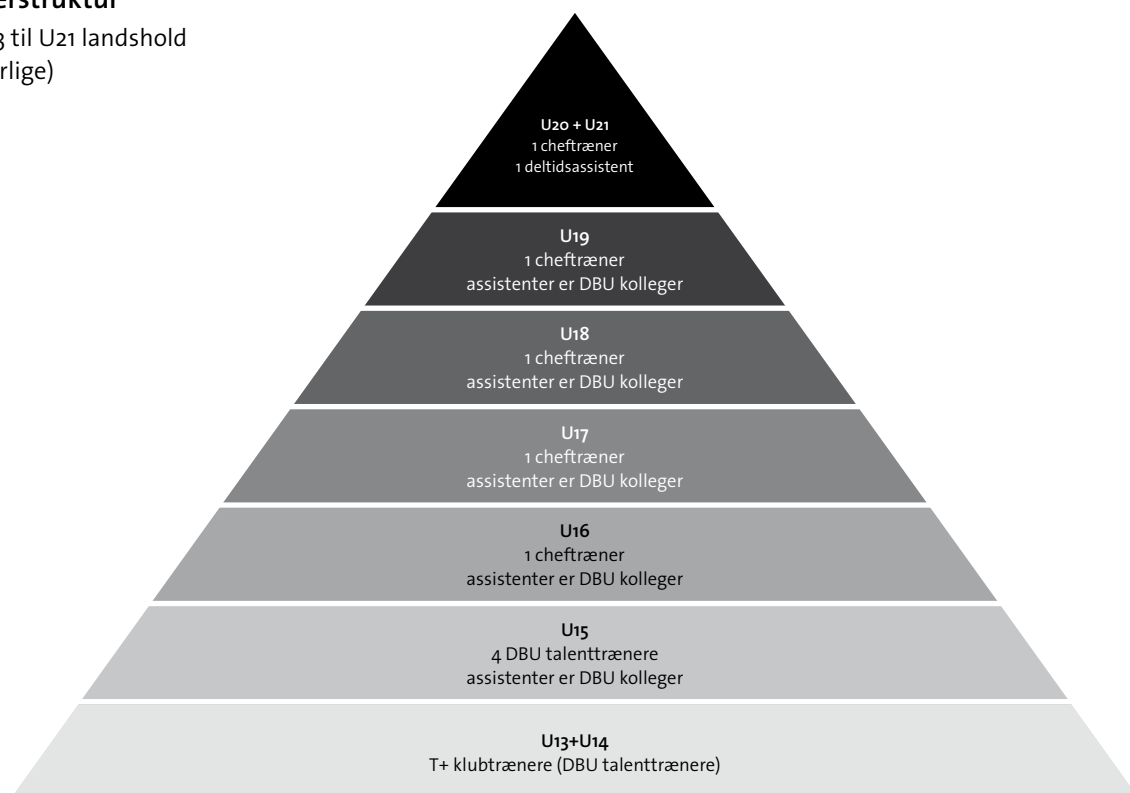 erstruktur
3 til U21 landshold
rlige)
U20 + U21
1 cheftræner
1 deltidsassistent
U19
1 cheftræner
assistenter er DBU kolleger
U18
1 cheftræner
assistenter er DBU kolleger
U17
1 cheftræner
assistenter er DBU kolleger
U16
1 cheftræner
assistenter er DBU kolleger
U15
4 DBU talenttrænere
assistenter er DBU kolleger
U13+U14
T+ klubtrænere (DBU talenttrænere)